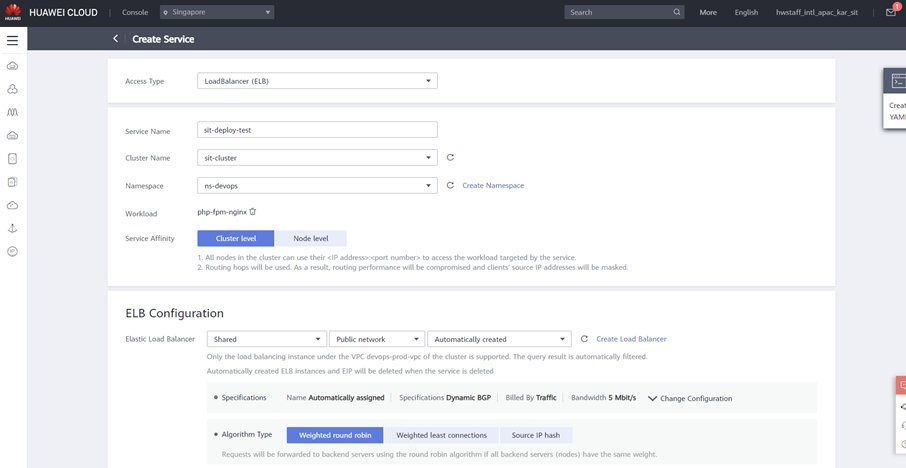 HUAWEI HUAWEI CLOUD Console Singapore Search More English hwstaff_intl_apac_kar_sit 1
Create Service
Access Type LoadBalancer (ELB)
Service Name sit-deploy-test
Cluster Name sit-cluster
Namespace ns-devops Create Namespace
Workload php-fpm-nginx
Service Affinity Cluster level Node level
1. All nodes in the cluster can use their <IP address>:<port number> to access the workload targeted by the service.
2. Routing hops will be used. As a result, routing performance will be compromised and clients' source IP addresses will be masked.
ELB Configuration
Elastic Load Balancer Shared Public network Automatically created Create Load Balancer
Only the load balancing instance under the VPC devops-prod-vpc of the cluster is supported. The query result is automatically filtered.
Automatically created ELB instances and EIP will be deleted when the service is deleted
Specifications Name Automatically assigned Specifications Dynamic BGP Billed By Traffic Bandwidth 5 Mbit/s Change Configuration
Algorithm Type Weighted round robin Weighted least connections Source IP hash
Requests will be forwarded to backend servers using the round robin algorithm if all backend servers (nodes) have the same weight.